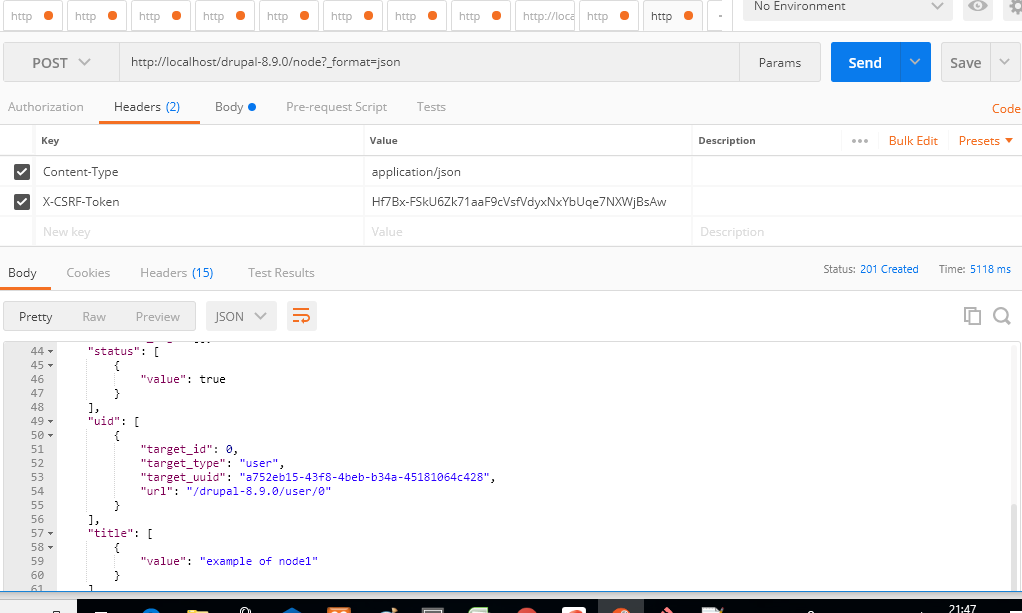 http http http http http http http http http://loca http http No Environment
POST http://localhost/drupal-8.9.0/node?_format=json Params Send Save
Authorization Headers (2) Body Pre-request Script Tests Code
Key Value Description Bulk Edit Presets
Content-Type application/json
X-CSRF-Token Hf7Bx-FSkU6Zk71aaF9cVsfVdyxNxYbUqe7NXWjBsAw
New key Value Description
Body Cookies Headers (15) Test Results Status: 201 Created Time: 5118 ms
Pretty Raw Preview JSON
44 "status": [
45 {
46 "value": true
47 }
48 ],
49 "uid": [
50 {
51 "target_id": 0,
52 "target_type": "user",
53 "target_uuid": "a752eb15-43f8-4beb-b34a-45181064c428",
54 "url": "/drupal-8.9.0/user/0"
55 }
56 ],
57 "title": [
58 {
59 "value": "example of node1"
60 }
61 ]
21:47